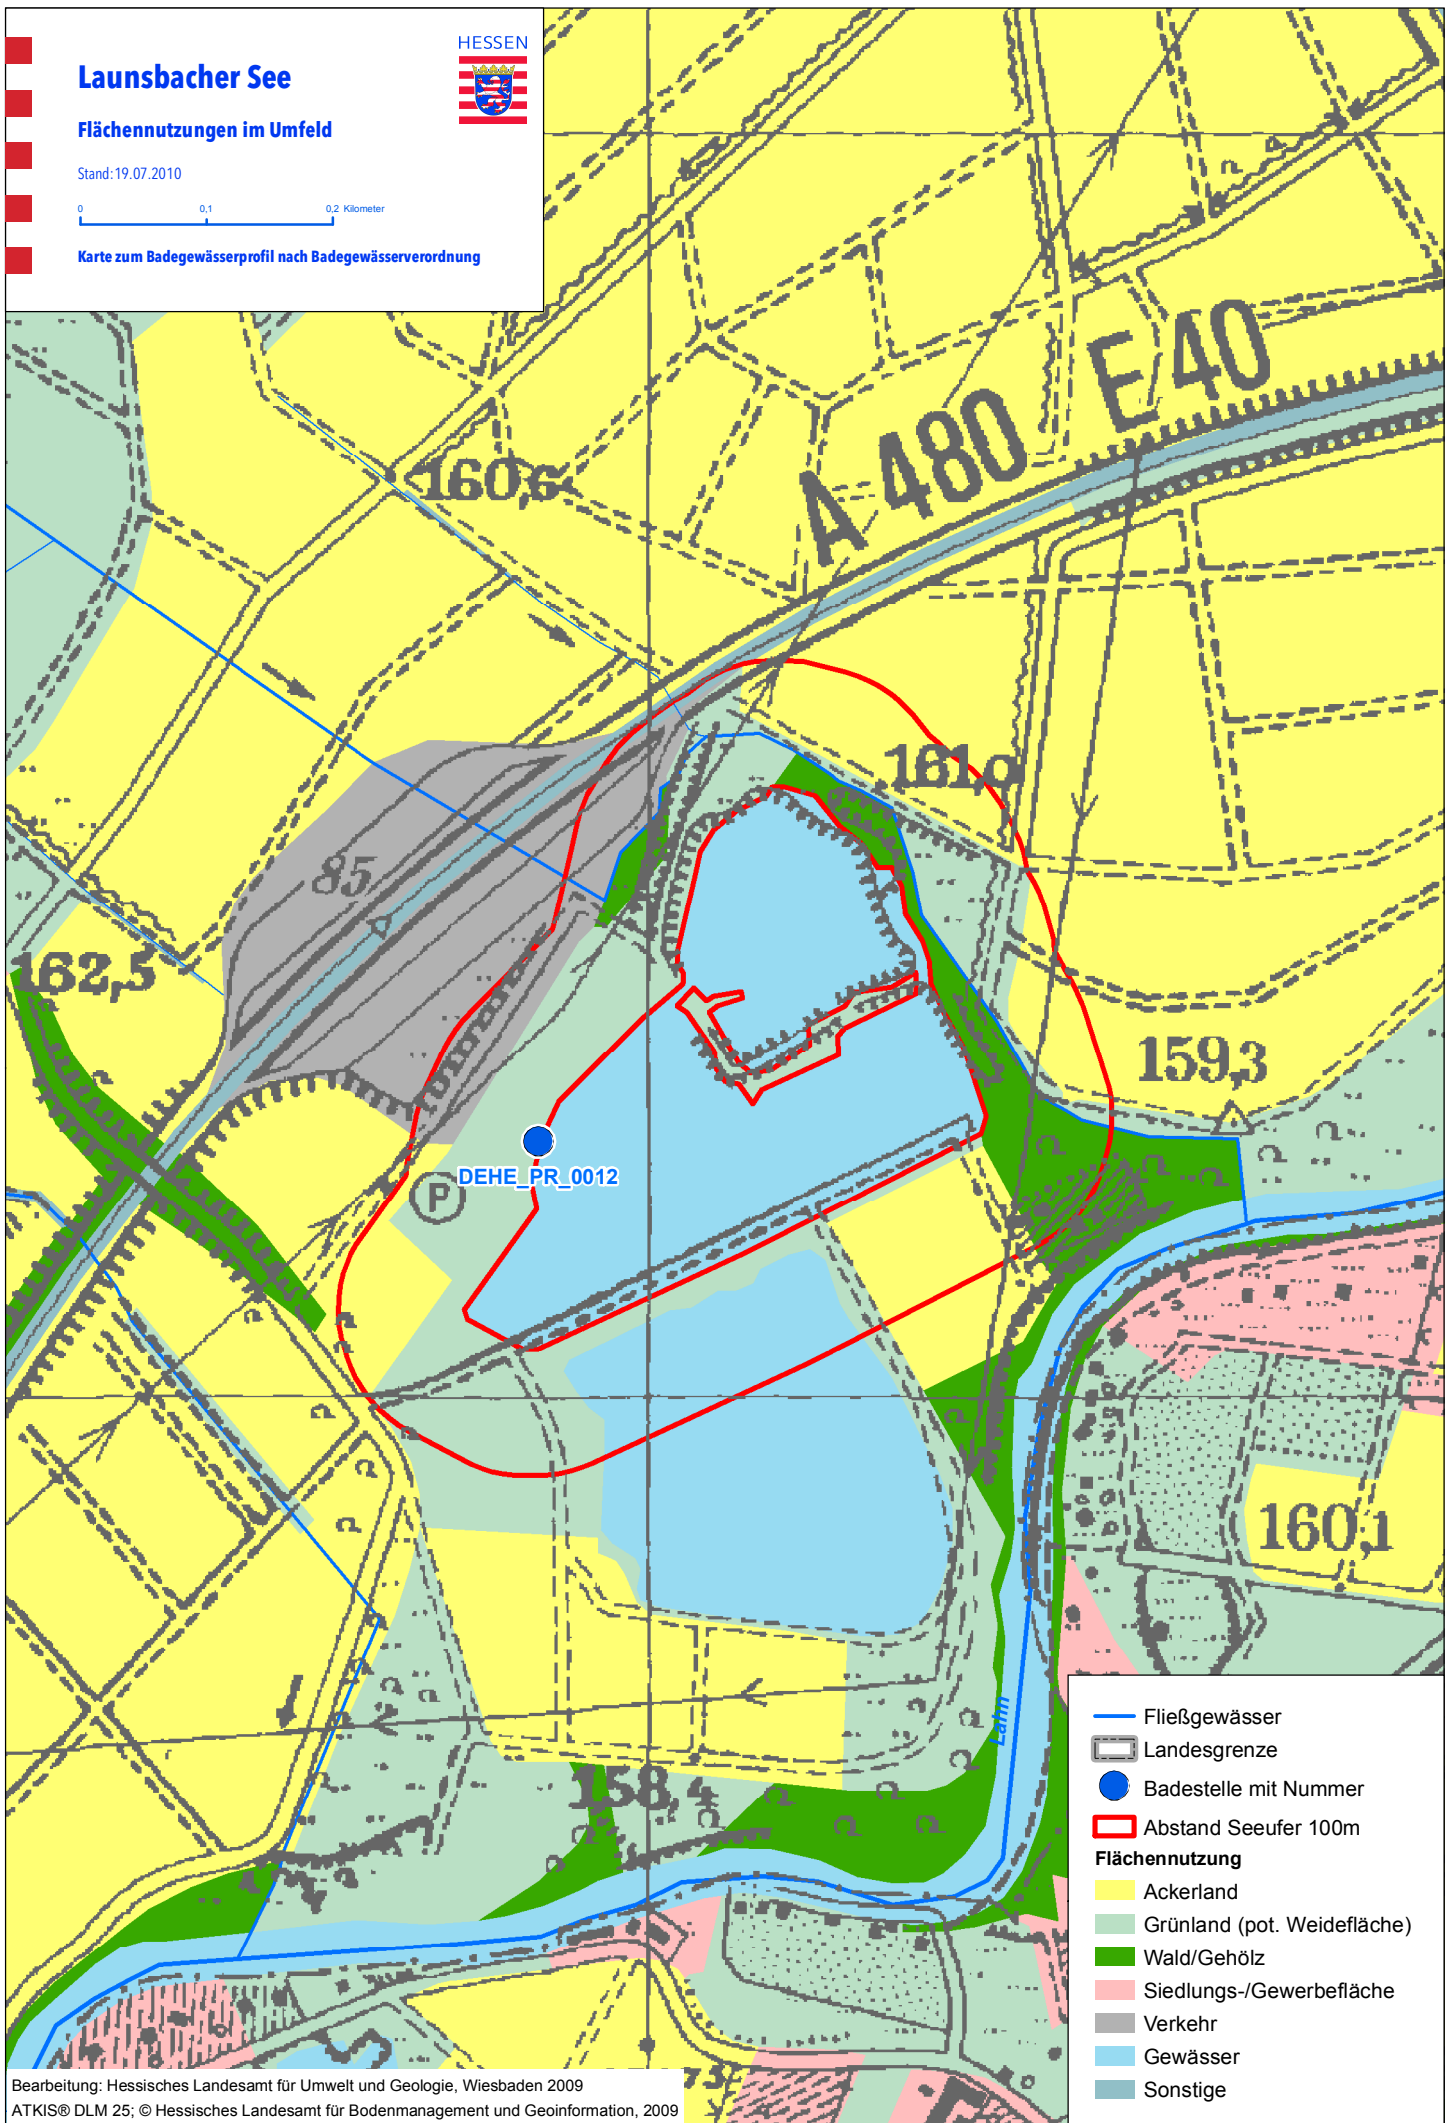 Launsbacher See
HESSEN
Flächennutzungen im Umfeld
Stand:19.07.2010
0 0,1 0,2 Kilometer
Karte zum Badegewässerprofil nach Badegewässerverordnung
A 480 E 40
160,6
161,0
85
162,5
159,3
DEHE_PR_0012
P
160,1
Lahn
158,4
Fließgewässer
Landesgrenze
Badestelle mit Nummer
Abstand Seeufer 100m
Flächennutzung
Ackerland
Grünland (pot. Weidefläche)
Wald/Gehölz
Siedlungs-/Gewerbefläche
Verkehr
Gewässer
Sonstige
Bearbeitung: Hessisches Landesamt für Umwelt und Geologie, Wiesbaden 2009
ATKIS® DLM 25; © Hessisches Landesamt für Bodenmanagement und Geoinformation, 2009